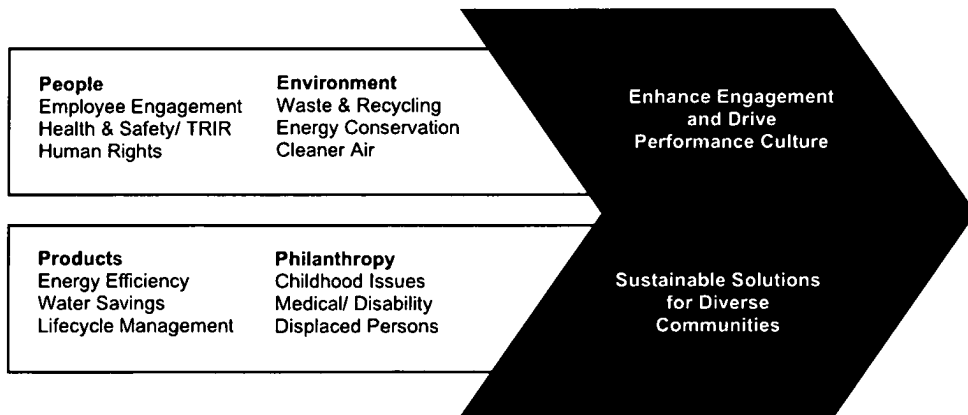 People
Employee Engagement
Health & Safety/ TRIR
Human Rights
Environment
Waste & Recycling
Energy Conservation
Cleaner Air
Enhance Engagement
and Drive
Performance Culture
Products
Energy Efficiency
Water Savings
Lifecycle Management
Philanthropy
Childhood Issues
Medical/ Disability
Displaced Persons
Sustainable Solutions
for Diverse
Communities